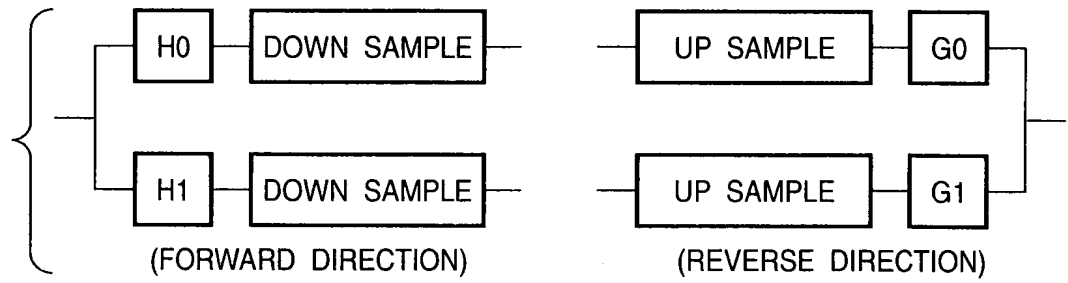 H0 DOWN SAMPLE UP SAMPLE G0
H1 DOWN SAMPLE UP SAMPLE G1
(FORWARD DIRECTION) (REVERSE DIRECTION)